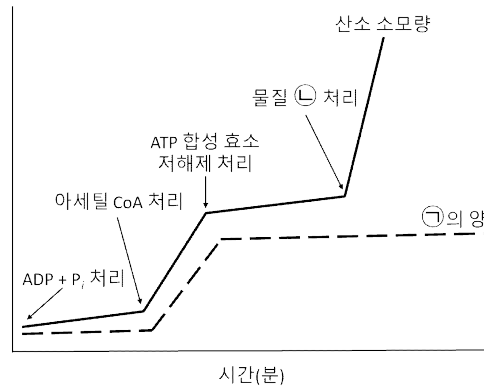 산소 소모량
물질 ㉡ 처리
ATP 합성 효소
저해제 처리
아세틸 CoA 처리
㉠의 양
ADP + Pi 처리
시간(분)